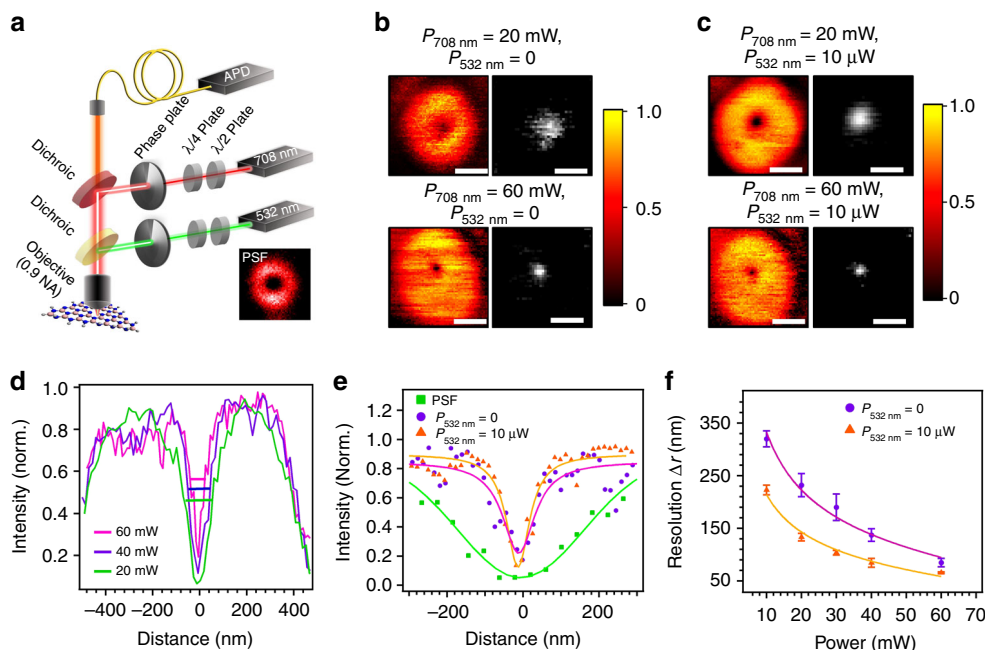 a
APD
Phase plate
λ/4 Plate
λ/2 Plate
708 nm
532 nm
Dichroic
Dichroic
Objective
(0.9 NA)
PSF
b
P708 nm = 20 mW,
P532 nm = 0
P708 nm = 60 mW,
P532 nm = 0
1.0
0.5
0
c
P708 nm = 20 mW,
P532 nm = 10 μW
P708 nm = 60 mW,
P532 nm = 10 μW
1.0
0.5
0
d
Intensity (norm.)
1.0
0.8
0.6
0.4
0.2
60 mW
40 mW
20 mW
–400 –200 0 200 400
Distance (nm)
e
Intensity (Norm.)
1.2
1.0
0.8
0.6
0.4
0.2
0.0
PSF
P532 nm = 0
P532 nm = 10 μW
–200 0 200
Distance (nm)
f
Resolution Δr (nm)
350
250
150
50
P532 nm = 0
P532 nm = 10 μW
10 20 30 40 50 60
Power (mW)